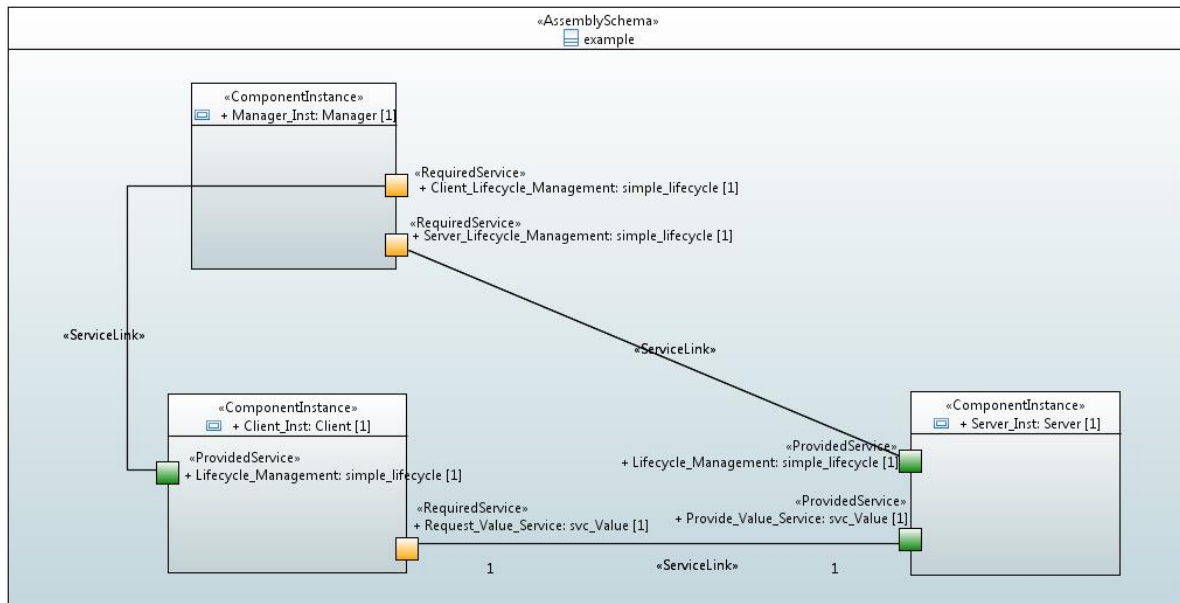 «AssemblySchema»
example
«ComponentInstance»
+ Manager_Inst: Manager [1]
«RequiredService»
+ Client_Lifecycle_Management: simple_lifecycle [1]
«RequiredService»
+ Server_Lifecycle_Management: simple_lifecycle [1]
«ServiceLink»
«ServiceLink»
«ComponentInstance»
+ Client_Inst: Client [1]
«ProvidedService»
+ Lifecycle_Management: simple_lifecycle [1]
«RequiredService»
+ Request_Value_Service: svc_Value [1]
«ComponentInstance»
+ Server_Inst: Server [1]
«ProvidedService»
+ Lifecycle_Management: simple_lifecycle [1]
«ProvidedService»
+ Provide_Value_Service: svc_Value [1]
1
«ServiceLink»
1